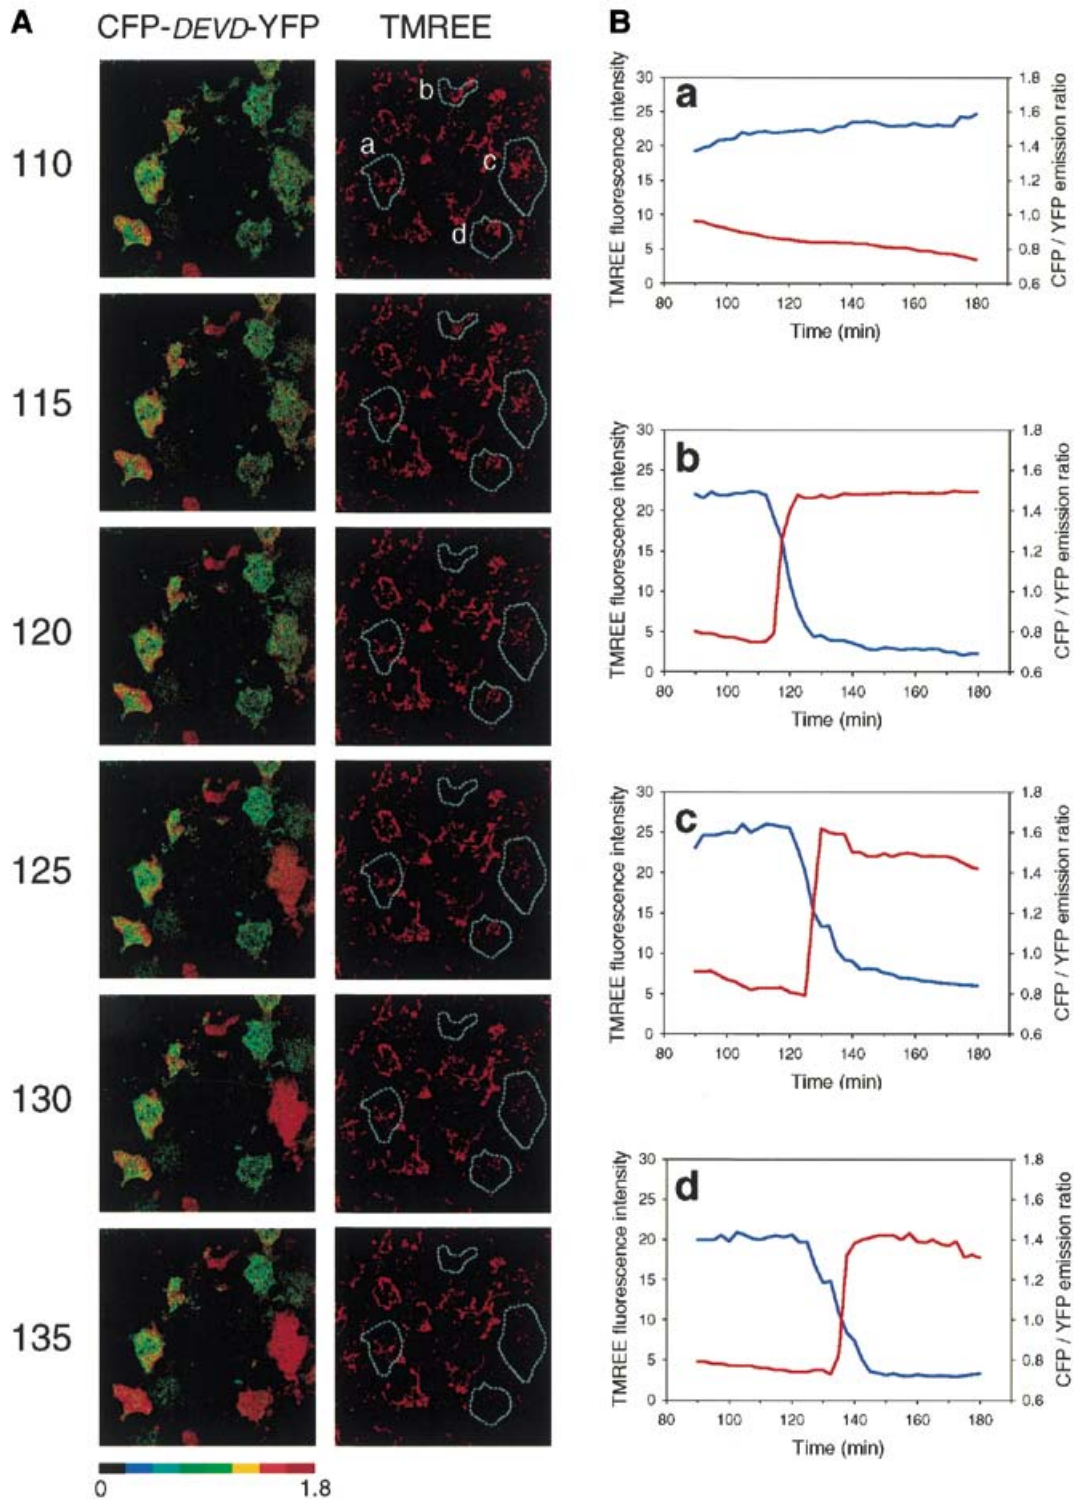 A
CFP-DEVD-YFP
TMREE
110
a
b
c
d
115
120
125
130
135
0
1.8
B
a
TMREE fluorescence intensity
30
25
20
15
10
5
0
CFP / YFP emission ratio
1.8
1.6
1.4
1.2
1.0
0.8
0.6
80 100 120 140 160 180
Time (min)
b
TMREE fluorescence intensity
30
25
20
15
10
5
0
CFP / YFP emission ratio
1.8
1.6
1.4
1.2
1.0
0.8
0.6
80 100 120 140 160 180
Time (min)
c
TMREE fluorescence intensity
30
25
20
15
10
5
0
CFP / YFP emission ratio
1.8
1.6
1.4
1.2
1.0
0.8
0.6
80 100 120 140 160 180
Time (min)
d
TMREE fluorescence intensity
30
25
20
15
10
5
0
CFP / YFP emission ratio
1.8
1.6
1.4
1.2
1.0
0.8
0.6
80 100 120 140 160 180
Time (min)